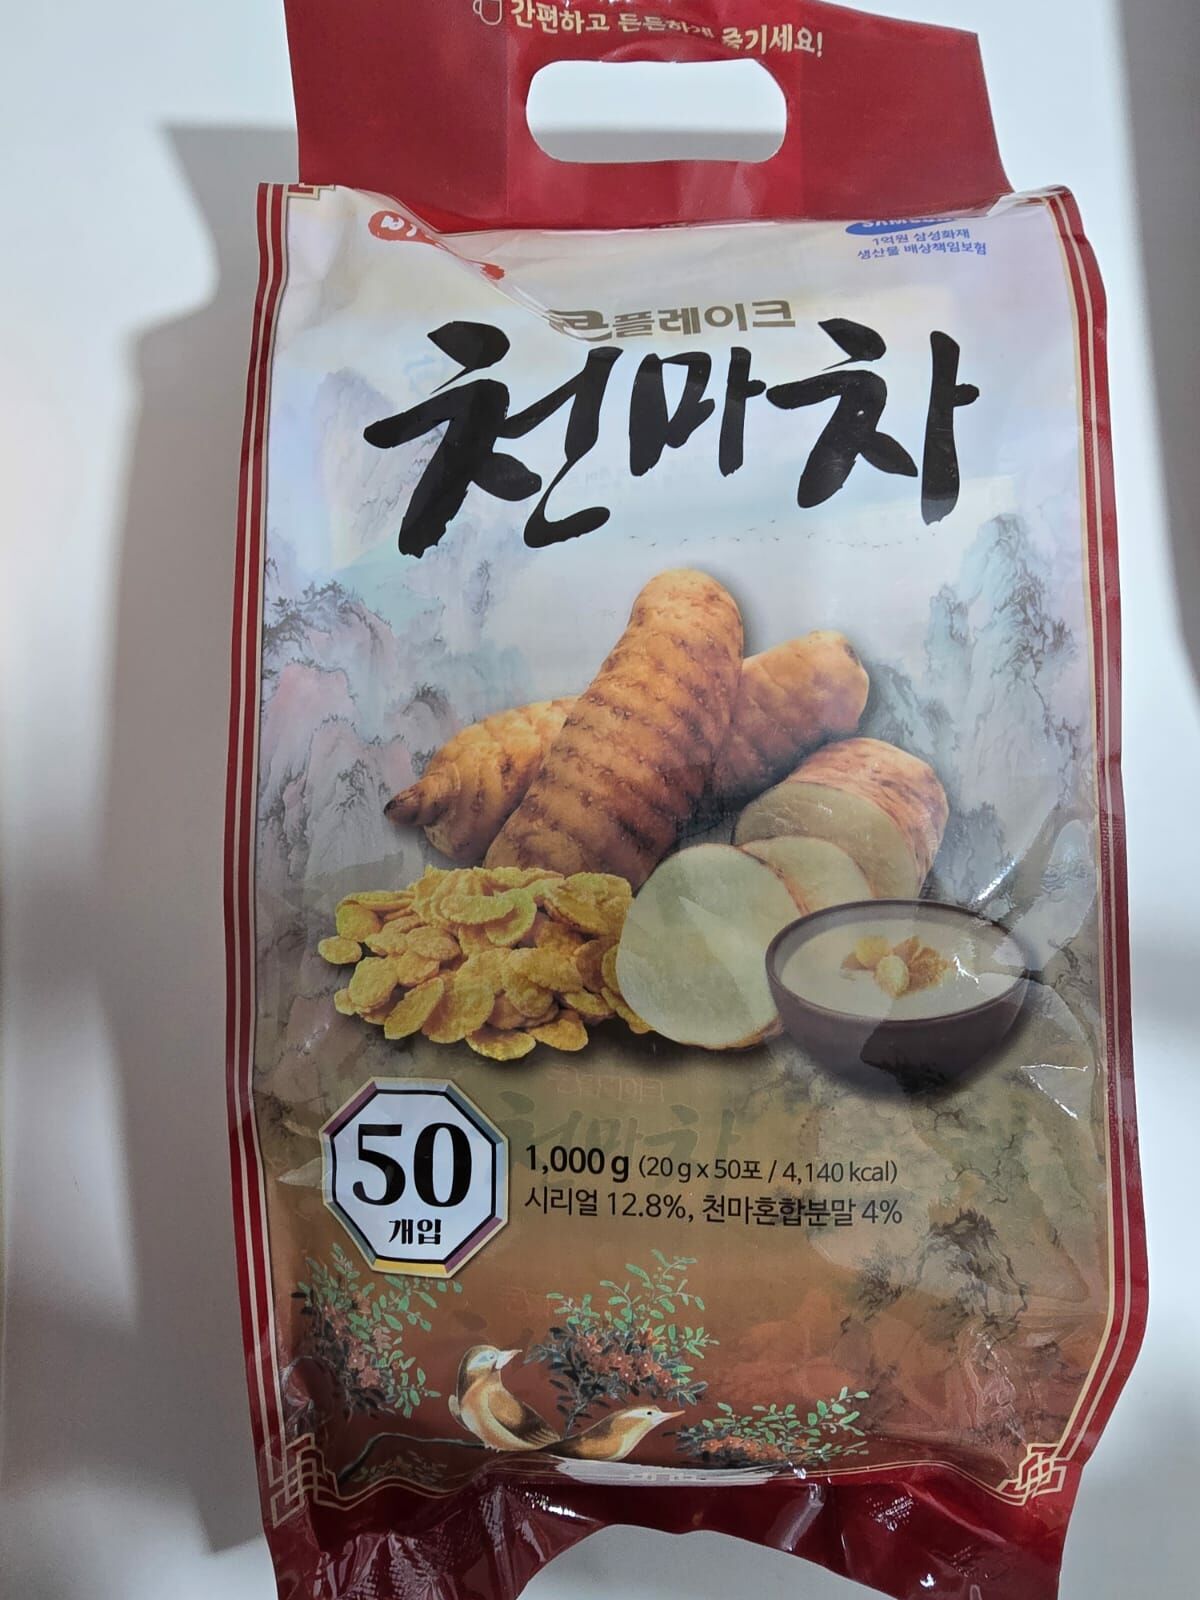 간편하고 든든하게 즐기세요!
1억원 삼성화재
생산물 배상책임보험
콘플레이크
천마차
50
개입
1,000 g (20 g x 50포 / 4,140 kcal)
시리얼 12.8%, 천마혼합분말 4%